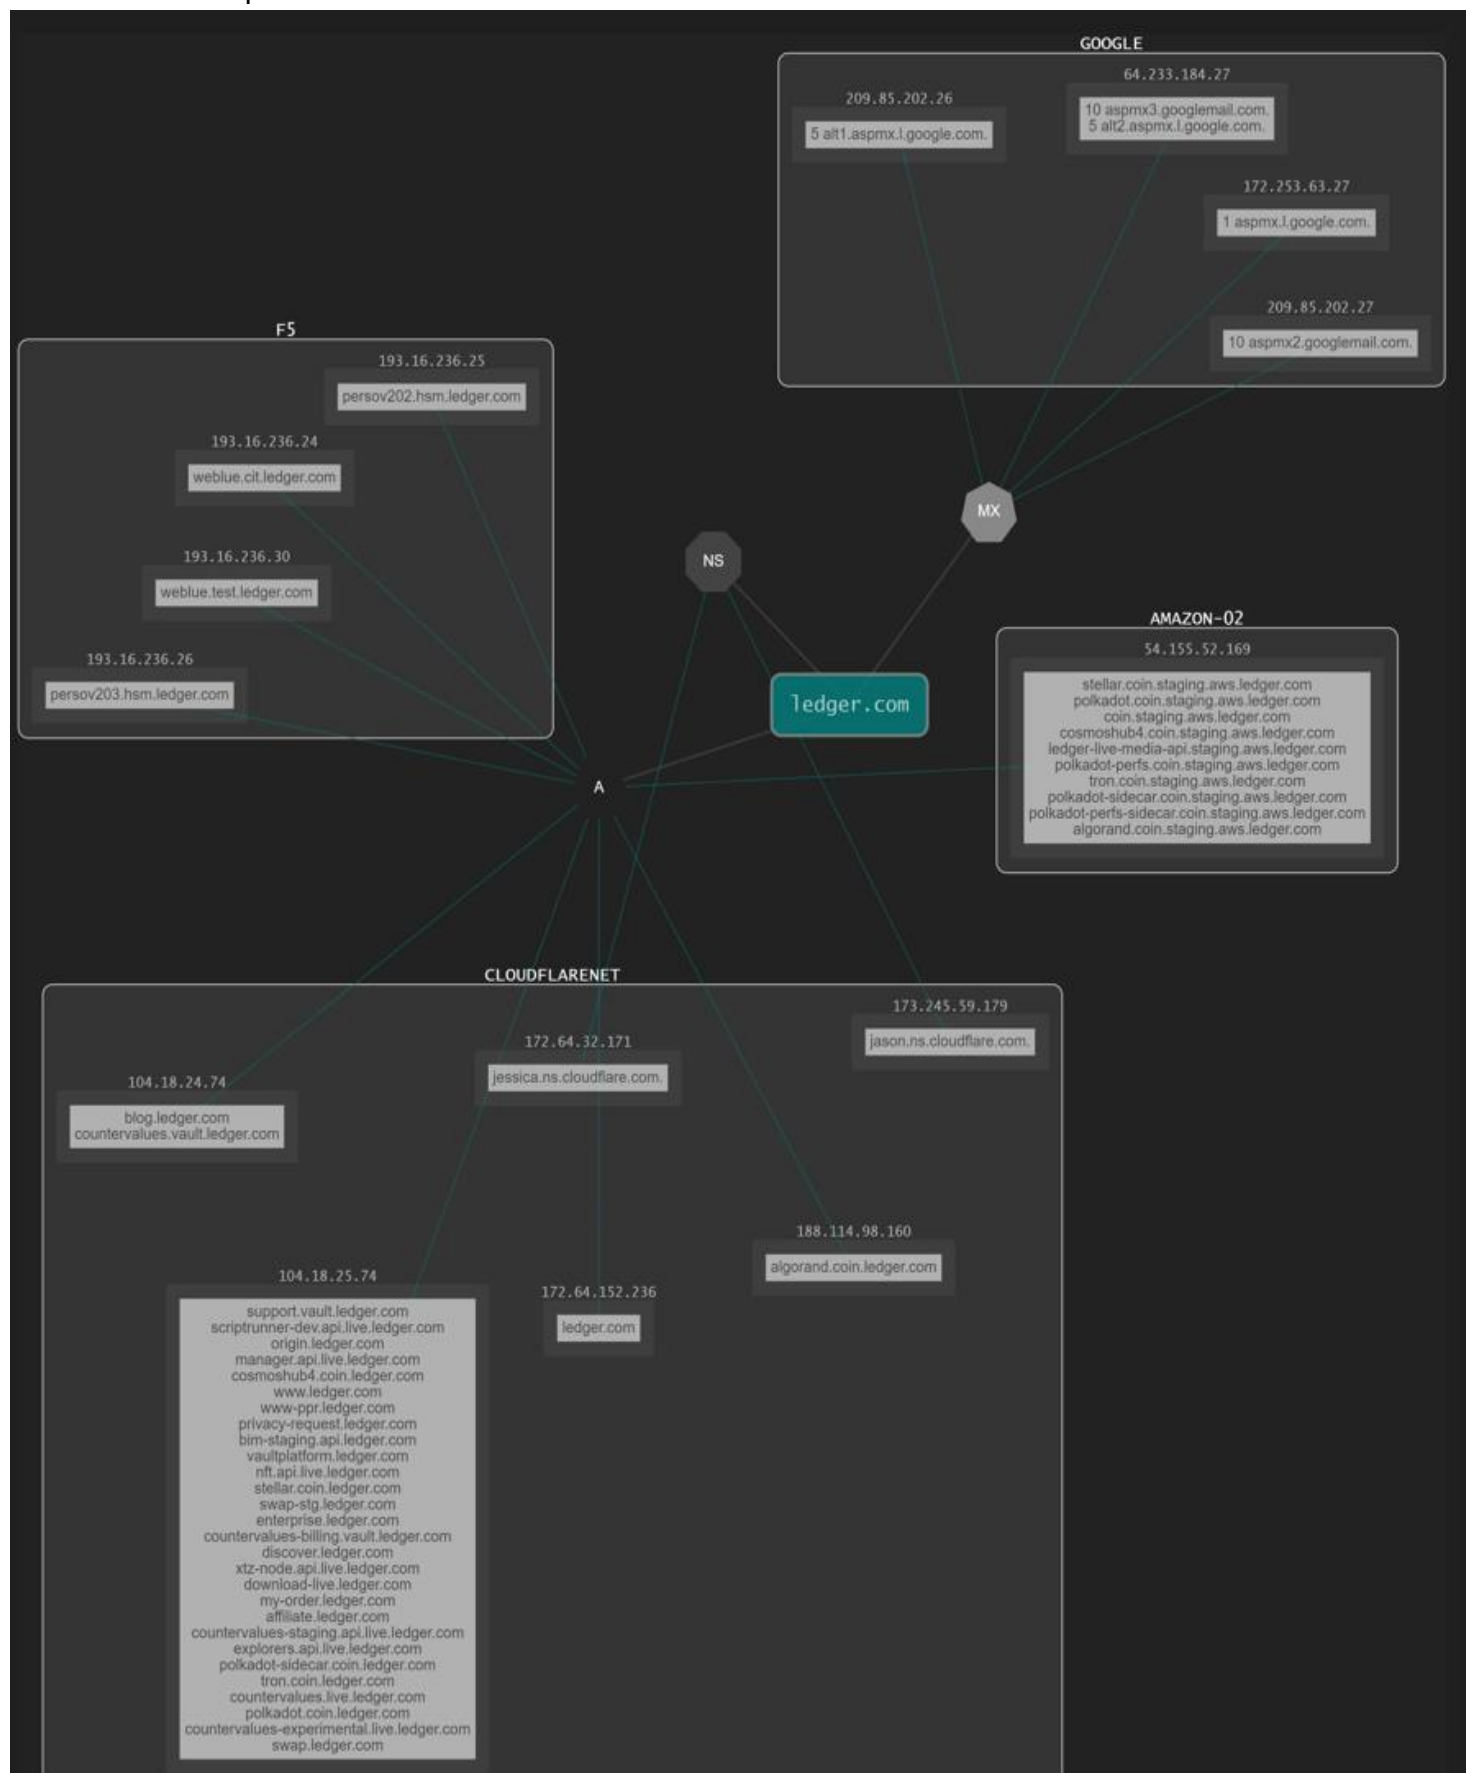 GOOGLE
64.233.184.27
10 aspmx3.googlemail.com.
5 alt2.aspmx.l.google.com.
209.85.202.26
5 alt1.aspmx.l.google.com.
172.253.63.27
1 aspmx.l.google.com.
209.85.202.27
10 aspmx2.googlemail.com.
F5
193.16.236.25
persov202.hsm.ledger.com
193.16.236.24
weblue.cit.ledger.com
193.16.236.30
weblue.test.ledger.com
193.16.236.26
persov203.hsm.ledger.com
MX
NS
ledger.com
A
AMAZON-02
54.155.52.169
stellar.coin.staging.aws.ledger.com
polkadot.coin.staging.aws.ledger.com
coin.staging.aws.ledger.com
cosmoshub4.coin.staging.aws.ledger.com
ledger-live-media-api.staging.aws.ledger.com
polkadot-perfs.coin.staging.aws.ledger.com
tron.coin.staging.aws.ledger.com
polkadot-sidecar.coin.staging.aws.ledger.com
polkadot-perfs-sidecar.coin.staging.aws.ledger.com
algorand.coin.staging.aws.ledger.com
CLOUDFLARENET
173.245.59.179
jason.ns.cloudflare.com.
172.64.32.171
jessica.ns.cloudflare.com.
104.18.24.74
blog.ledger.com
countervalues.vault.ledger.com
188.114.98.160
algorand.coin.ledger.com
172.64.152.236
ledger.com
104.18.25.74
support.vault.ledger.com
scriptrunner-dev.api.live.ledger.com
origin.ledger.com
manager.api.live.ledger.com
cosmoshub4.coin.ledger.com
www.ledger.com
www-ppr.ledger.com
privacy-request.ledger.com
bim-staging.api.ledger.com
vaultplatform.ledger.com
nft.api.live.ledger.com
stellar.coin.ledger.com
swap-stg.ledger.com
enterprise.ledger.com
countervalues-billing.vault.ledger.com
discover.ledger.com
xtz-node.api.live.ledger.com
download-live.ledger.com
my-order.ledger.com
affiliate.ledger.com
countervalues-staging.api.live.ledger.com
explorers.api.live.ledger.com
polkadot-sidecar.coin.ledger.com
tron.coin.ledger.com
countervalues.live.ledger.com
polkadot.coin.ledger.com
countervalues-experimental.live.ledger.com
swap.ledger.com